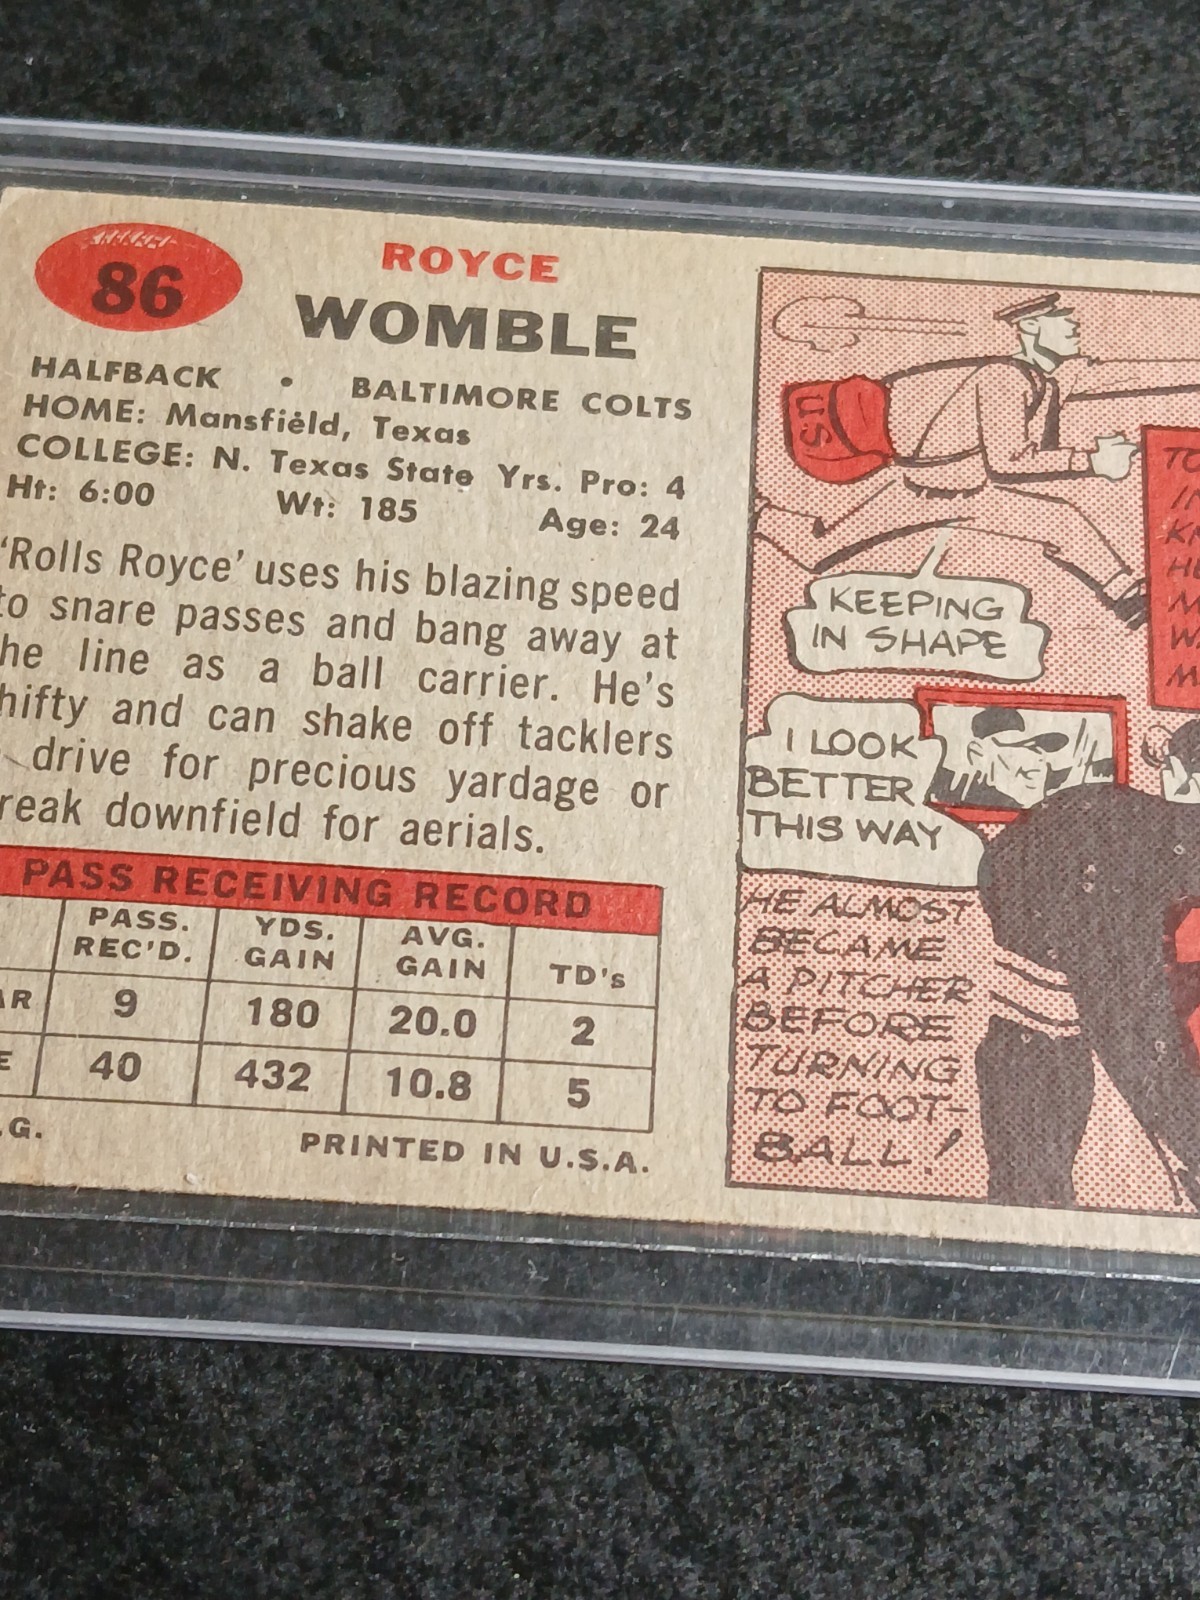 86
ROYCE
WOMBLE
HALFBACK • BALTIMORE COLTS
HOME: Mansfield, Texas
COLLEGE: N. Texas State Yrs. Pro: 4
Ht: 6:00 Wt: 185 Age: 24
'Rolls Royce' uses his blazing speed
to snare passes and bang away at
he line as a ball carrier. He's
hifty and can shake off tacklers
drive for precious yardage or
reak downfield for aerials.
PASS RECEIVING RECORD
PASS. REC'D. YDS. GAIN AVG. GAIN TD's
AR 9 180 20.0 2
E 40 432 10.8 5
.G. PRINTED IN U.S.A.
US
KEEPING
IN SHAPE
I LOOK
BETTER
THIS WAY
HE ALMOST
BECAME
A PITCHER
BEFORE
TURNING
TO FOOT-
BALL!